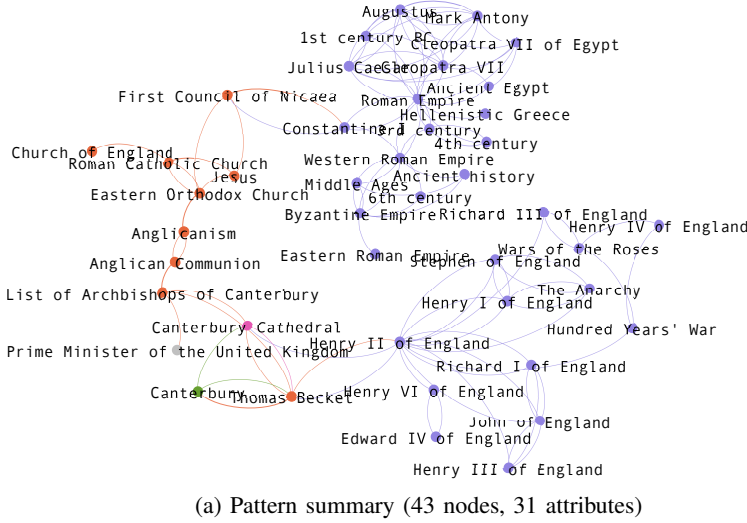 Augustus
Mark Antony
1st century BC
Cleopatra VII of Egypt
Julius Caesar
Cleopatra VII
Ancient Egypt
First Council of Nicaea
Roman Empire
Hellenistic Greece
Constantine I
3rd century
4th century
Church of England
Roman Catholic Church
Western Roman Empire
Jesus
Middle Ages
Ancient history
Eastern Orthodox Church
6th century
Byzantine Empire
Richard III of England
Henry IV of England
Anglicanism
Wars of the Roses
Eastern Roman Empire
Stephen of England
Anglican Communion
The Anarchy
List of Archbishops of Canterbury
Henry I of England
Canterbury Cathedral
Hundred Years' War
Henry II of England
Prime Minister of the United Kingdom
Richard I of England
Canterbury
Thomas Becket
Henry VI of England
John of England
Edward IV of England
Henry III of England
(a) Pattern summary (43 nodes, 31 attributes)